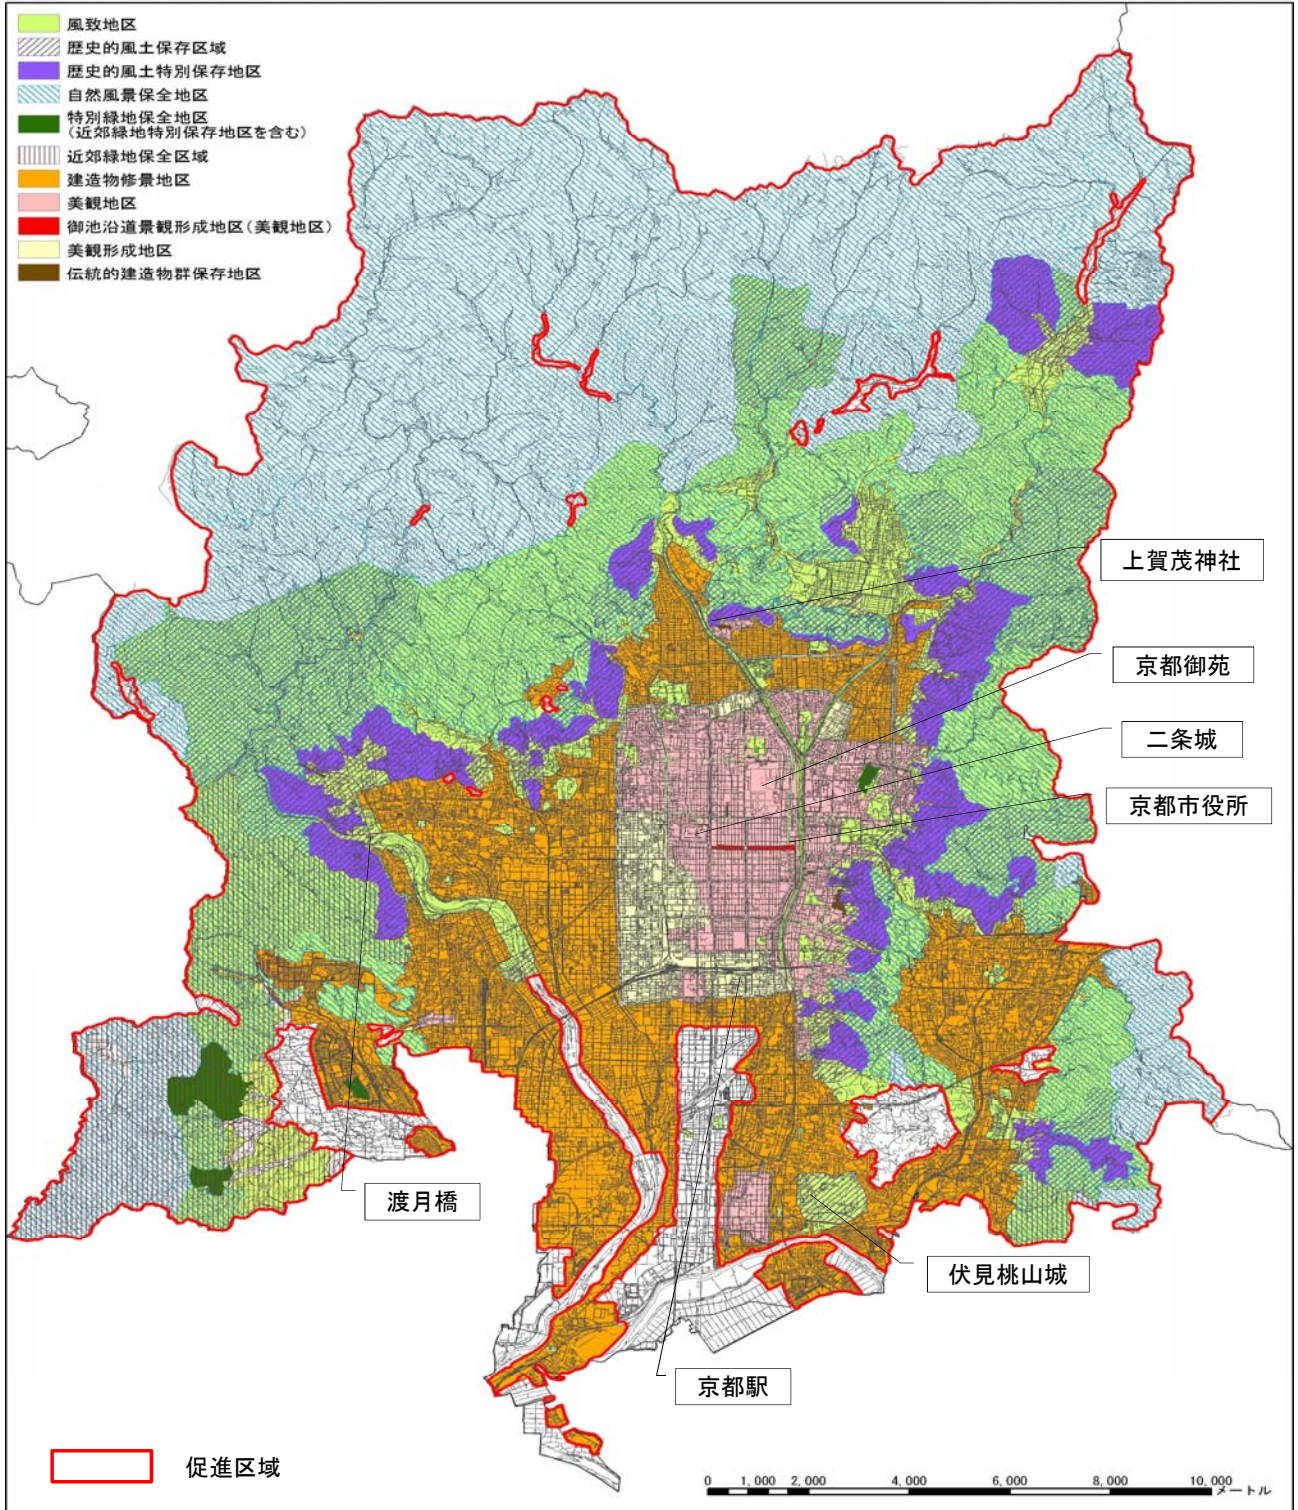 風致地区
歴史的風土保存区域
歴史的風土特別保存地区
自然風景保全地区
特別緑地保全地区
(近郊緑地特別保存地区を含む)
近郊緑地保全区域
建造物修景地区
美観地区
御池沿道景観形成地区(美観地区)
美観形成地区
伝統的建造物群保存地区
上賀茂神社
京都御苑
二条城
京都市役所
渡月橋
伏見桃山城
京都駅
促進区域
0 1,000 2,000 4,000 6,000 8,000 10,000
メートル